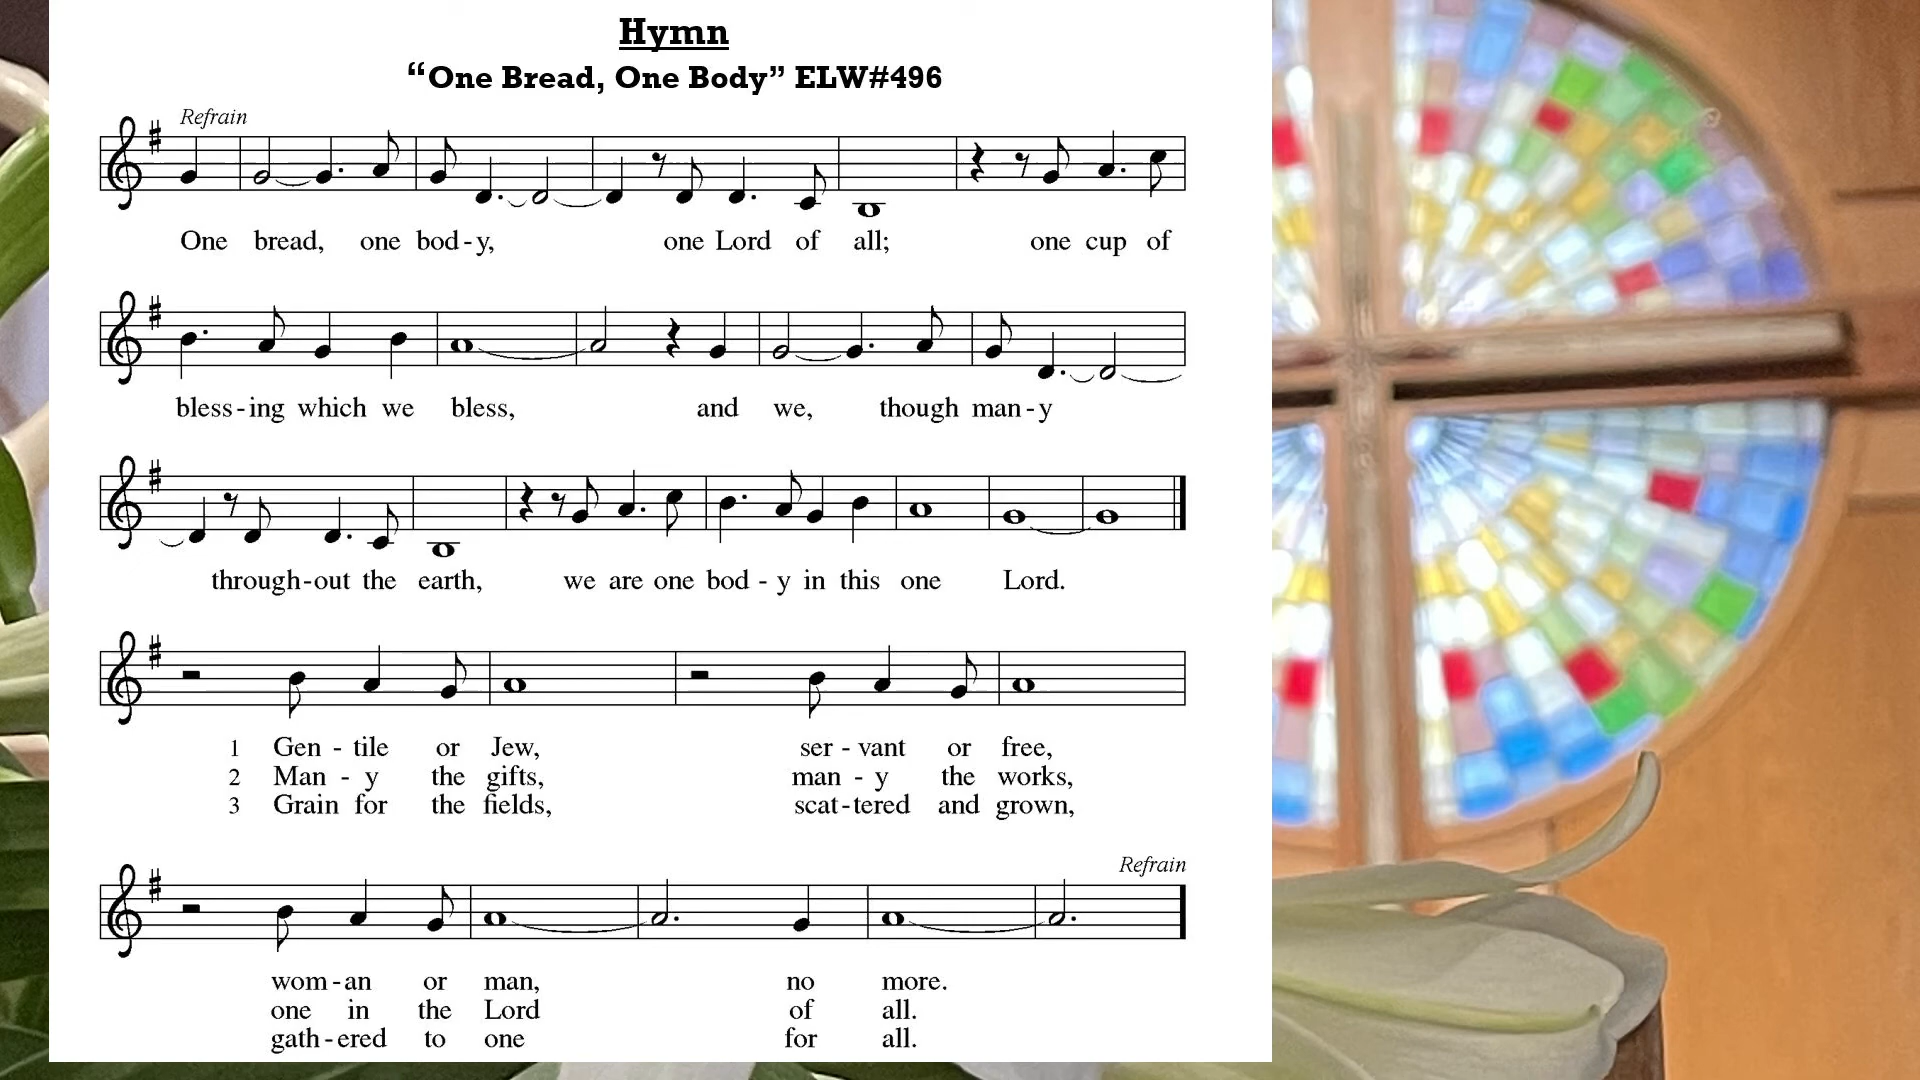 Hymn
“One Bread, One Body” ELW#496
Refrain
One bread, one bod-y, one Lord of all; one cup of
bless-ing which we bless, and we, though man-y
through-out the earth, we are one bod-y in this one Lord.
1 Gen-tile or Jew, ser-vant or free,
2 Man-y the gifts, man-y the works,
3 Grain for the fields, scat-tered and grown,
Refrain
wom-an or man, no more.
one in the Lord of all.
gath-ered to one for all.